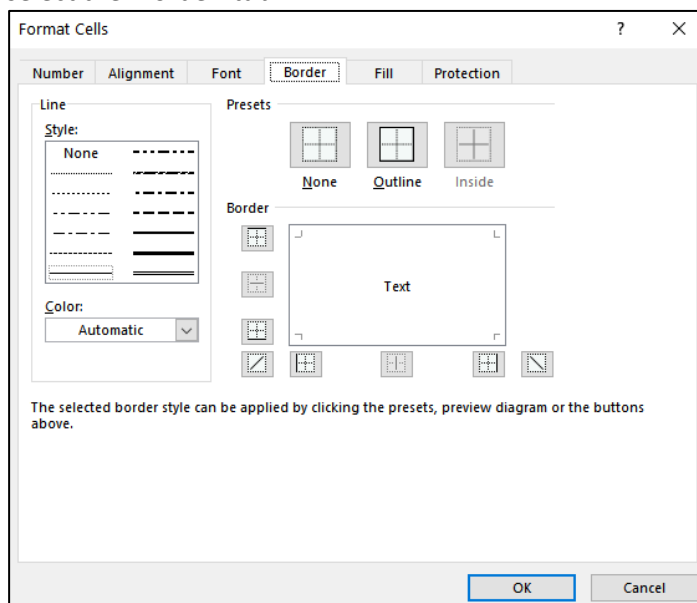 Format Cells ? ×
Number Alignment Font Border Fill Protection
Line
Style:
None
Color:
Automatic
Presets
None Outline Inside
Border
Text
The selected border style can be applied by clicking the presets, preview diagram or the buttons
above.
OK Cancel